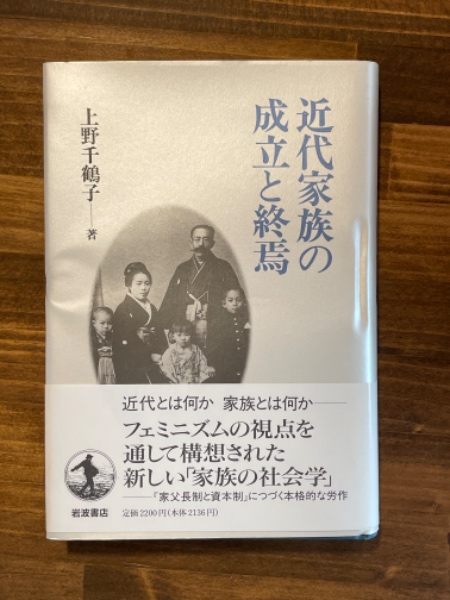 近代家族の
成立と終焉
上野千鶴子——著
近代とは何か 家族とは何か——
フェミニズムの視点を
通して構想された
新しい「家族の社会学」
——『家父長制と資本制』につづく本格的な労作
岩波書店
定価2200円(本体2136円)